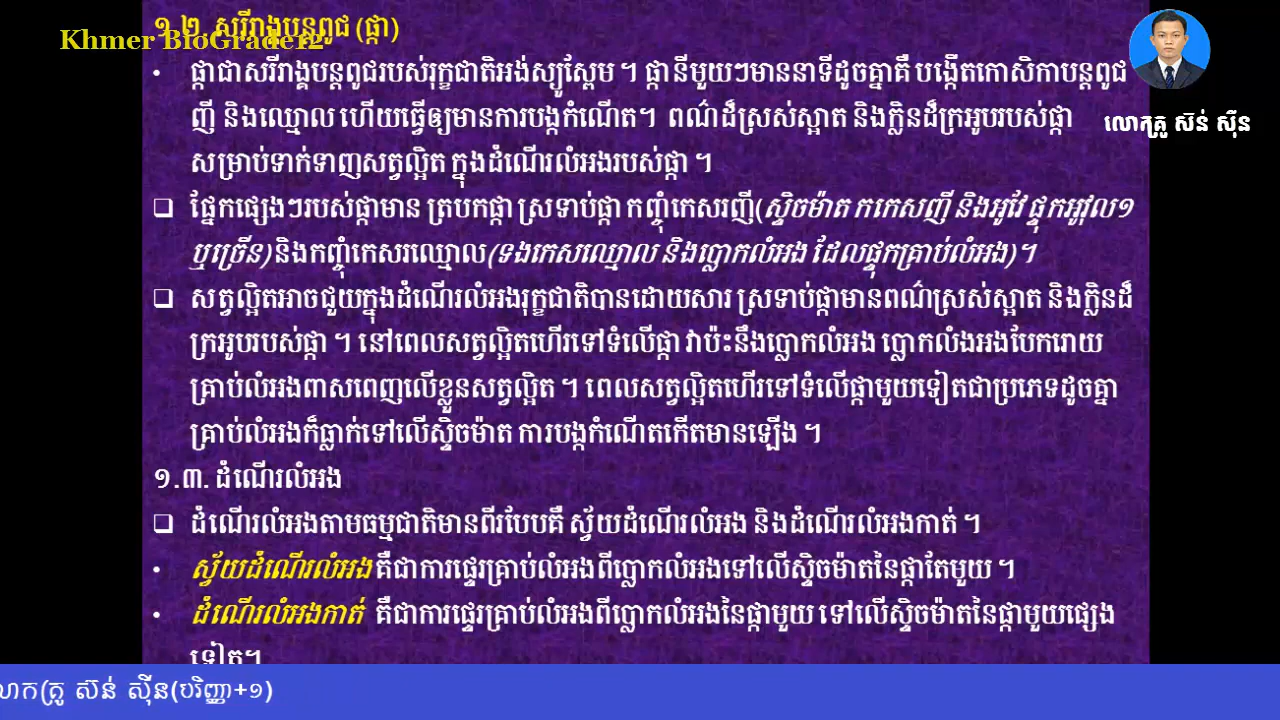 ១.២. សរីរាង្គបន្តពូជ (ផ្កា)
Khmer BioGrade12
• ផ្កាជាសរីរាង្គបន្តពូជរបស់រុក្ខជាតិអង់ស្យូស្ពែម ។ ផ្កានីមួយៗមាននាទីដូចគ្នាគឺ បង្កើតកោសិកាបន្តពូជ
ញី និងឈ្មោល ហើយធ្វើឲ្យមានការបង្កកំណើត។ ពណ៌ដ៏ស្រស់ស្អាត និងក្លិនដ៏ក្រអូបរបស់ផ្កា
សម្រាប់ទាក់ទាញសត្វល្អិត ក្នុងដំណើរលំអងរបស់ផ្កា ។
❑ ផ្នែកផ្សេងៗរបស់ផ្កាមាន ត្របកផ្កា ស្រទាប់ផ្កា កញ្ចុំកេសរញី(ស្ទិចម៉ាត កកេសញី និងអូវែ ផ្ទុកអូវុល១
ឬច្រើន)និងកញ្ចុំកេសរឈ្មោល(ទងកេសឈ្មោល និងប្លោកលំអង ដែលផ្ទុកគ្រាប់លំអង)។
❑ សត្វល្អិតអាចជួយក្នុងដំណើរលំអងរុក្ខជាតិបានដោយសារ ស្រទាប់ផ្កាមានពណ៌ស្រស់ស្អាត និងក្លិនដ៏
ក្រអូបរបស់ផ្កា ។ នៅពេលសត្វល្អិតហើរទៅទំលើផ្កា វាប៉ះនឹងប្លោកលំអង ប្លោកលំងអងបែករោយ
គ្រាប់លំអងពាសពេញលើខ្លួនសត្វល្អិត ។ ពេលសត្វល្អិតហើរទៅទំលើផ្កាមួយទៀតជាប្រភេទដូចគ្នា
គ្រាប់លំអងក៏ធ្លាក់ទៅលើស្ទិចម៉ាត ការបង្កកំណើតកើតមានឡើង ។
១.៣. ដំណើរលំអង
❑ ដំណើរលំអងតាមធម្មជាតិមានពីរបែបគឺ ស្វ័យដំណើរលំអង និងដំណើរលំអងកាត់ ។
• ស្វ័យដំណើរលំអង គឺជាការផ្ទេរគ្រាប់លំអងពីប្លោកលំអងទៅលើស្ទិចម៉ាតនៃផ្កាតែមួយ ។
• ដំណើរលំអងកាត់ គឺជាការផ្ទេរគ្រាប់លំអងពីប្លោកលំអងនៃផ្កាមួយ ទៅលើស្ទិចម៉ាតនៃផ្កាមួយផ្សេង
ទៀត។
លោកគ្រូ ស៊ន់ ស៊ីន
លោកគ្រូ ស៊ន់ ស៊ីន(បរិញ្ញា+១)